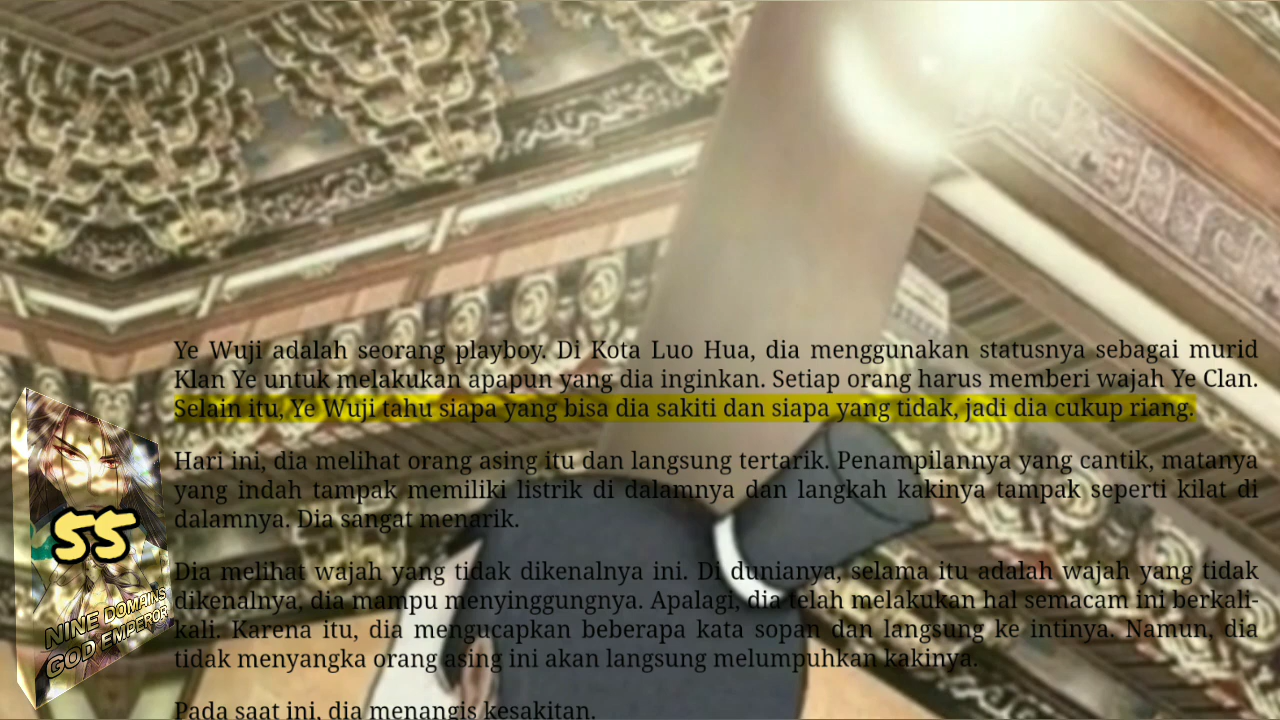 Ye Wuji adalah seorang playboy. Di Kota Luo Hua, dia menggunakan statusnya sebagai murid
Klan Ye untuk melakukan apapun yang dia inginkan. Setiap orang harus memberi wajah Ye Clan.
Selain itu, Ye Wuji tahu siapa yang bisa dia sakiti dan siapa yang tidak, jadi dia cukup riang.
Hari ini, dia melihat orang asing itu dan langsung tertarik. Penampilannya yang cantik, matanya
yang indah tampak memiliki listrik di dalamnya dan langkah kakinya tampak seperti kilat di
dalamnya. Dia sangat menarik.
Dia melihat wajah yang tidak dikenalnya ini. Di dunianya, selama itu adalah wajah yang tidak
dikenalnya, dia mampu menyinggungnya. Apalagi, dia telah melakukan hal semacam ini berkali-
kali. Karena itu, dia mengucapkan beberapa kata sopan dan langsung ke intinya. Namun, dia
tidak menyangka orang asing ini akan langsung melumpuhkan kakinya.
Pada saat ini, dia menangis kesakitan.
SS
NINE DOMAINS
GOD EMPEROR